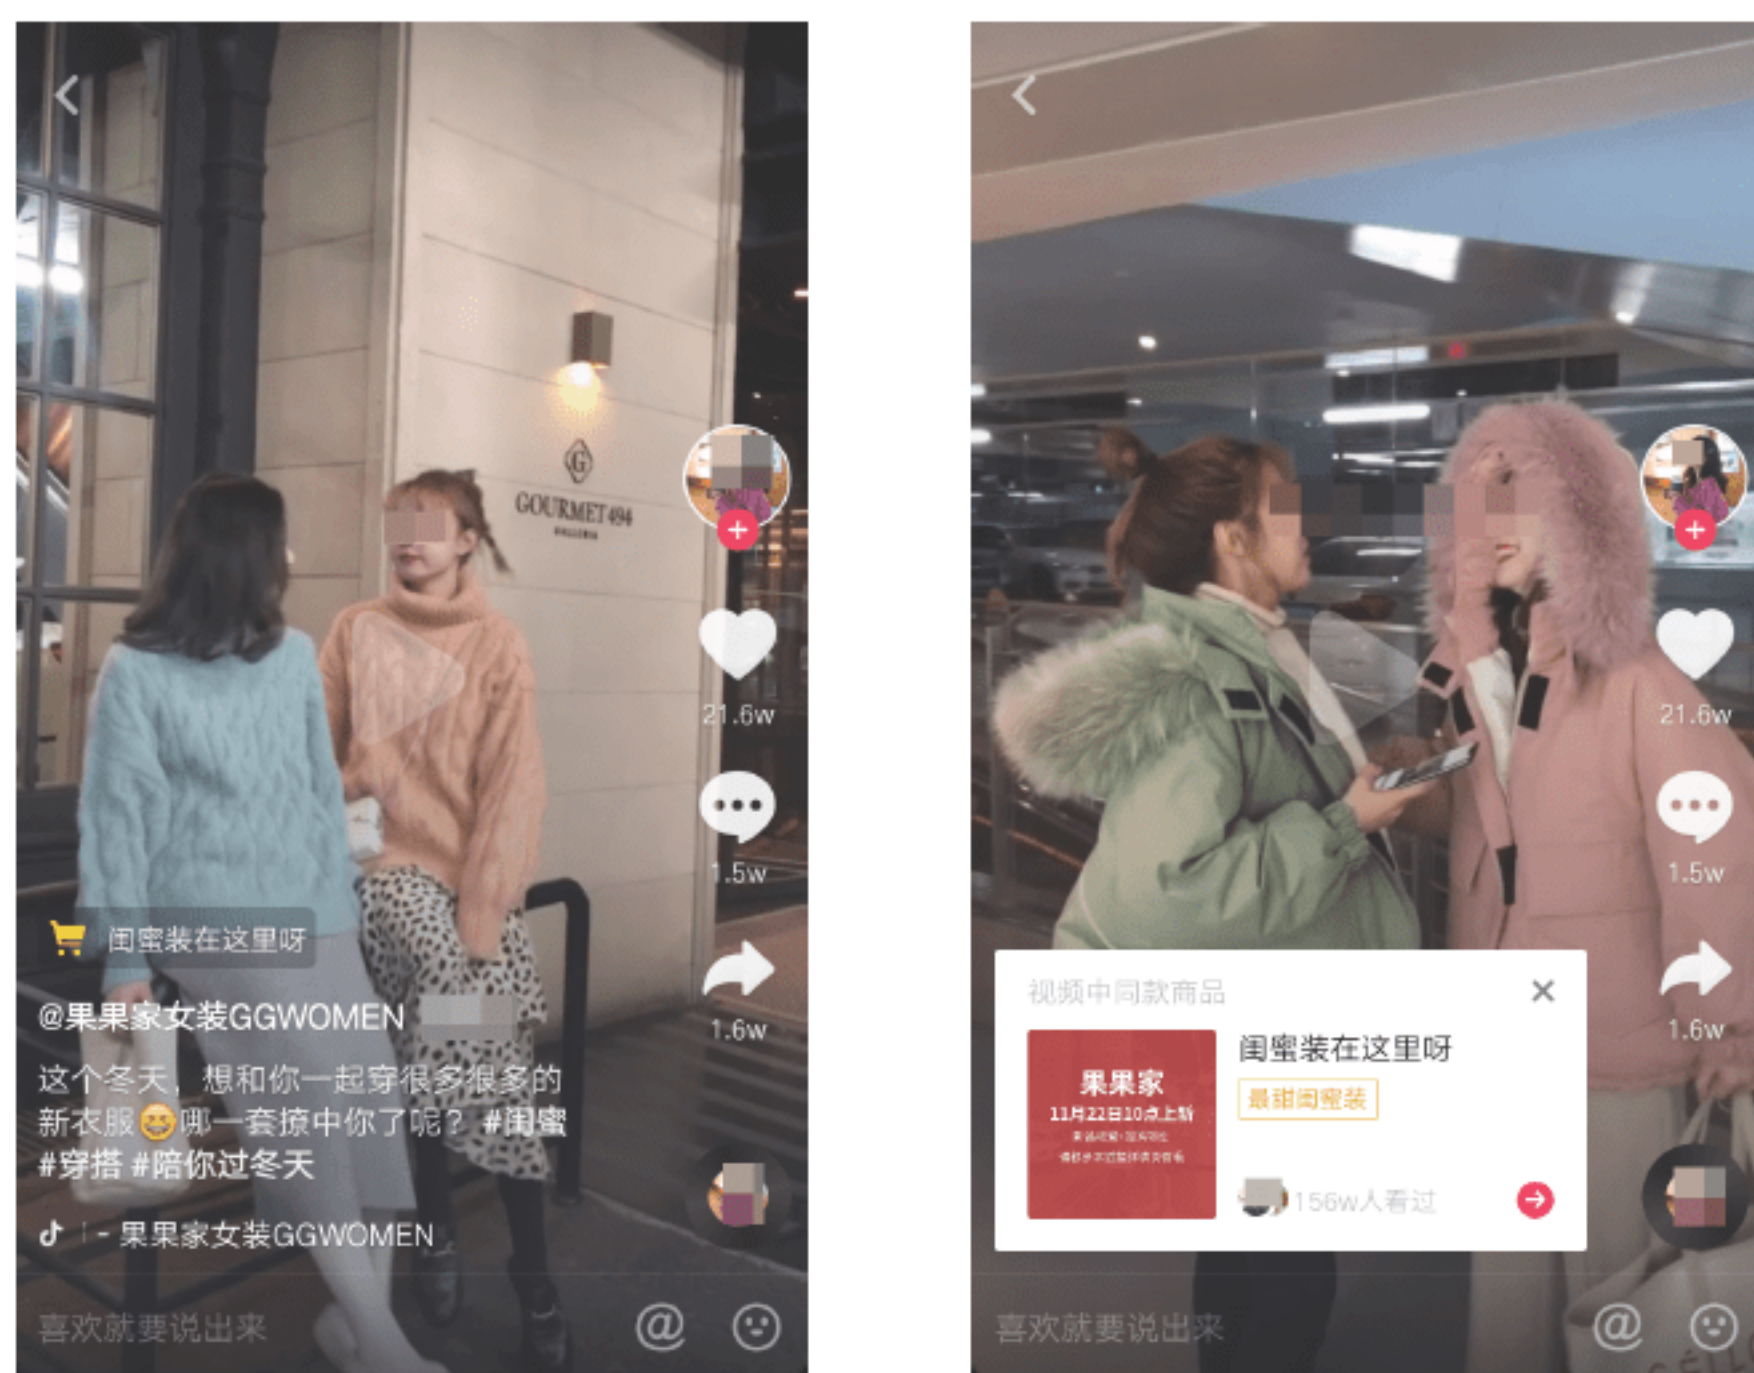 GOURMET 494
GALLERIA
21.6w
1.5w
1.6w
闺蜜装在这里呀
@果果家女装GGWOMEN
这个冬天，想和你一起穿很多很多的
新衣服😆哪一套撩中你了呢？ #闺蜜
#穿搭 #陪你过冬天
- 果果家女装GGWOMEN
喜欢就要说出来
@
21.6w
1.5w
1.6w
视频中同款商品
果果家
11月22日10点上新
闺蜜装在这里呀
最甜闺蜜装
156w人看过
喜欢就要说出来
@